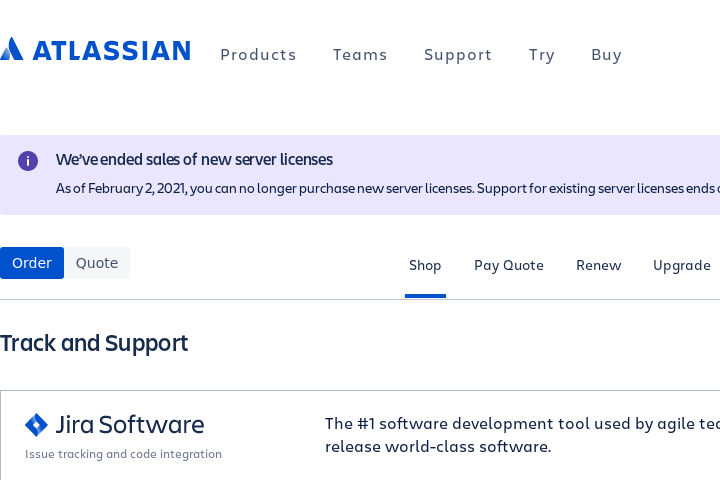 ATLASSIAN Products Teams Support Try Buy
We've ended sales of new server licenses
As of February 2, 2021, you can no longer purchase new server licenses. Support for existing server licenses ends
Order Quote Shop Pay Quote Renew Upgrade
Track and Support
Jira Software
Issue tracking and code integration
The #1 software development tool used by agile
release world-class software.